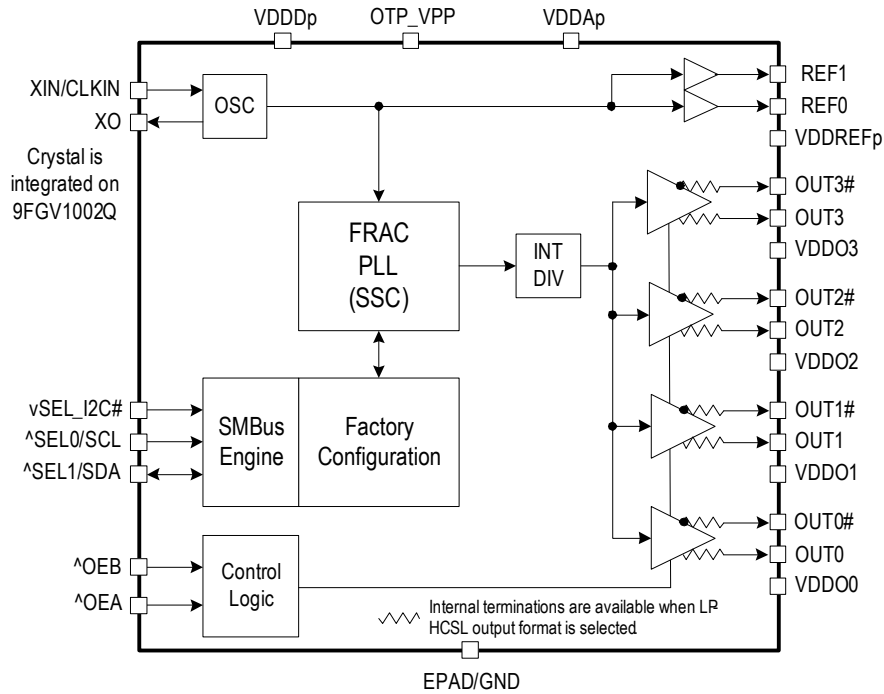 VDDDp
OTP_VPP
VDDAp
XIN/CLKIN
XO
OSC
REF1
REF0
VDDREFp
Crystal is
integrated on
9FGV1002Q
FRAC
PLL
(SSC)
INT
DIV
OUT3#
OUT3
VDDO3
OUT2#
OUT2
VDDO2
vSEL_I2C#
^SEL0/SCL
^SEL1/SDA
SMBus
Engine
Factory
Configuration
OUT1#
OUT1
VDDO1
^OEB
^OEA
Control
Logic
OUT0#
OUT0
VDDO0
Internal terminations are available when LP-
HCSL output format is selected.
EPAD/GND